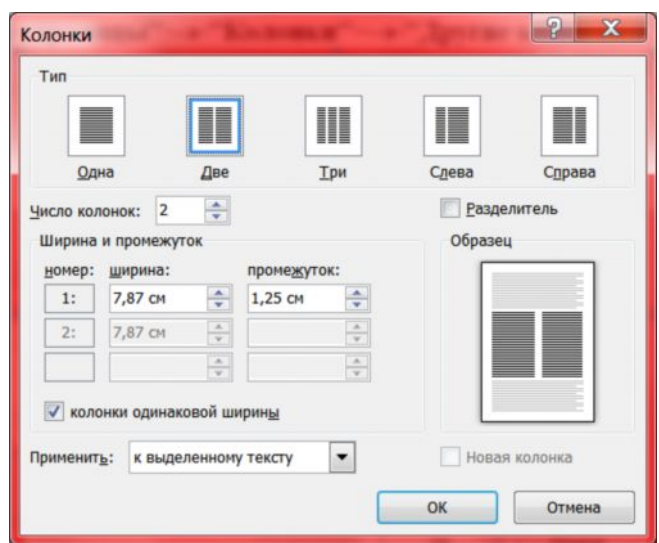 Колонки
Тип
Одна Две Три Слева Справа
Число колонок: 2
Разделитель
Ширина и промежуток
Образец
номер: ширина: промежуток:
1: 7,87 см 1,25 см
2: 7,87 см
колонки одинаковой ширины
Применить: к выделенному тексту
Новая колонка
ОК Отмена